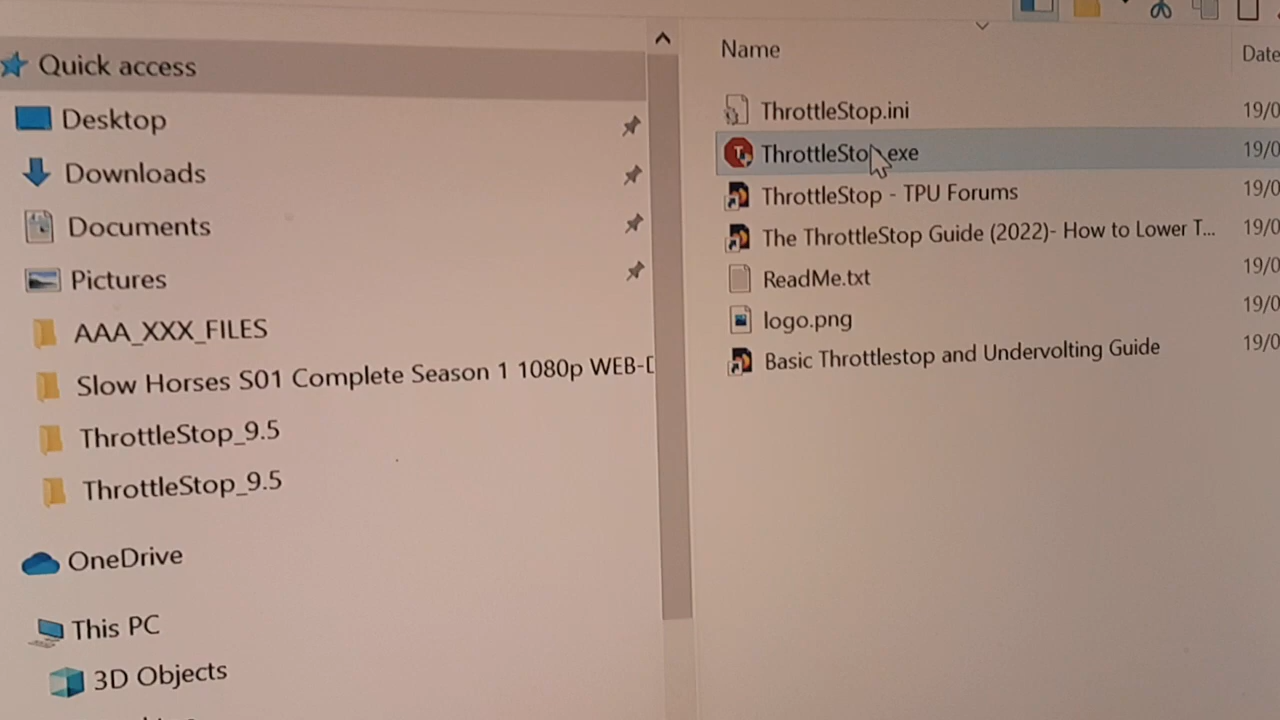 Quick access
Desktop
Downloads
Documents
Pictures
AAA_XXX_FILES
Slow Horses S01 Complete Season 1 1080p WEB-D
ThrottleStop_9.5
ThrottleStop_9.5
OneDrive
This PC
3D Objects
Name
Date
ThrottleStop.ini
19/0
ThrottleStop.exe
19/0
ThrottleStop - TPU Forums
19/0
The ThrottleStop Guide (2022)- How to Lower T...
19/0
ReadMe.txt
19/0
logo.png
19/0
Basic Throttlestop and Undervolting Guide
19/0